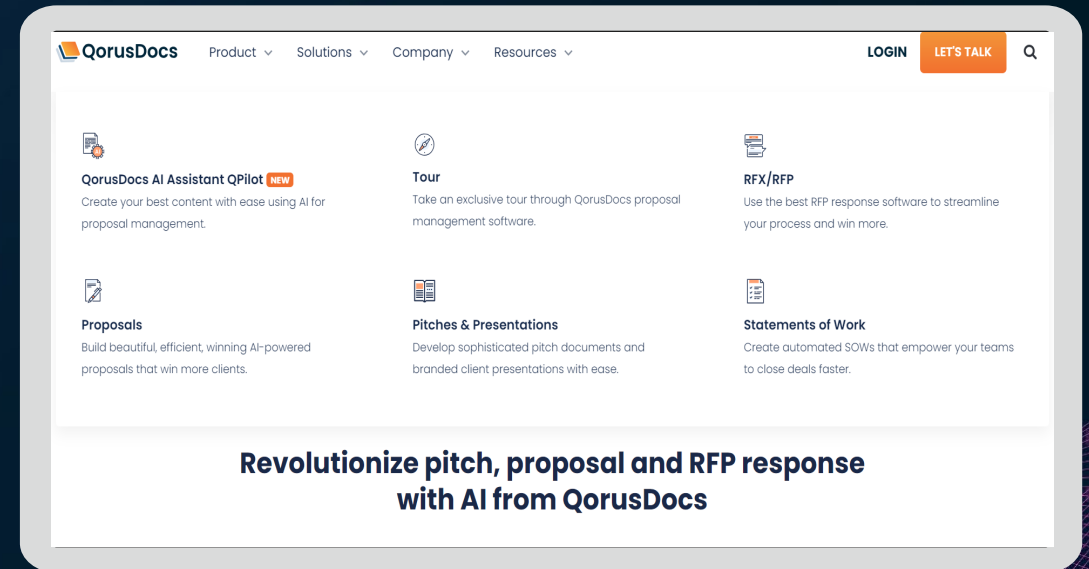 QorusDocs Product Solutions Company Resources LOGIN LET'S TALK
QorusDocs AI Assistant QPilot NEW
Create your best content with ease using AI for
proposal management.
Tour
Take an exclusive tour through QorusDocs proposal
management software.
RFX/RFP
Use the best RFP response software to streamline
your process and win more.
Proposals
Build beautiful, efficient, winning AI-powered
proposals that win more clients.
Pitches & Presentations
Develop sophisticated pitch documents and
branded client presentations with ease.
Statements of Work
Create automated SOWs that empower your teams
to close deals faster.
Revolutionize pitch, proposal and RFP response
with AI from QorusDocs